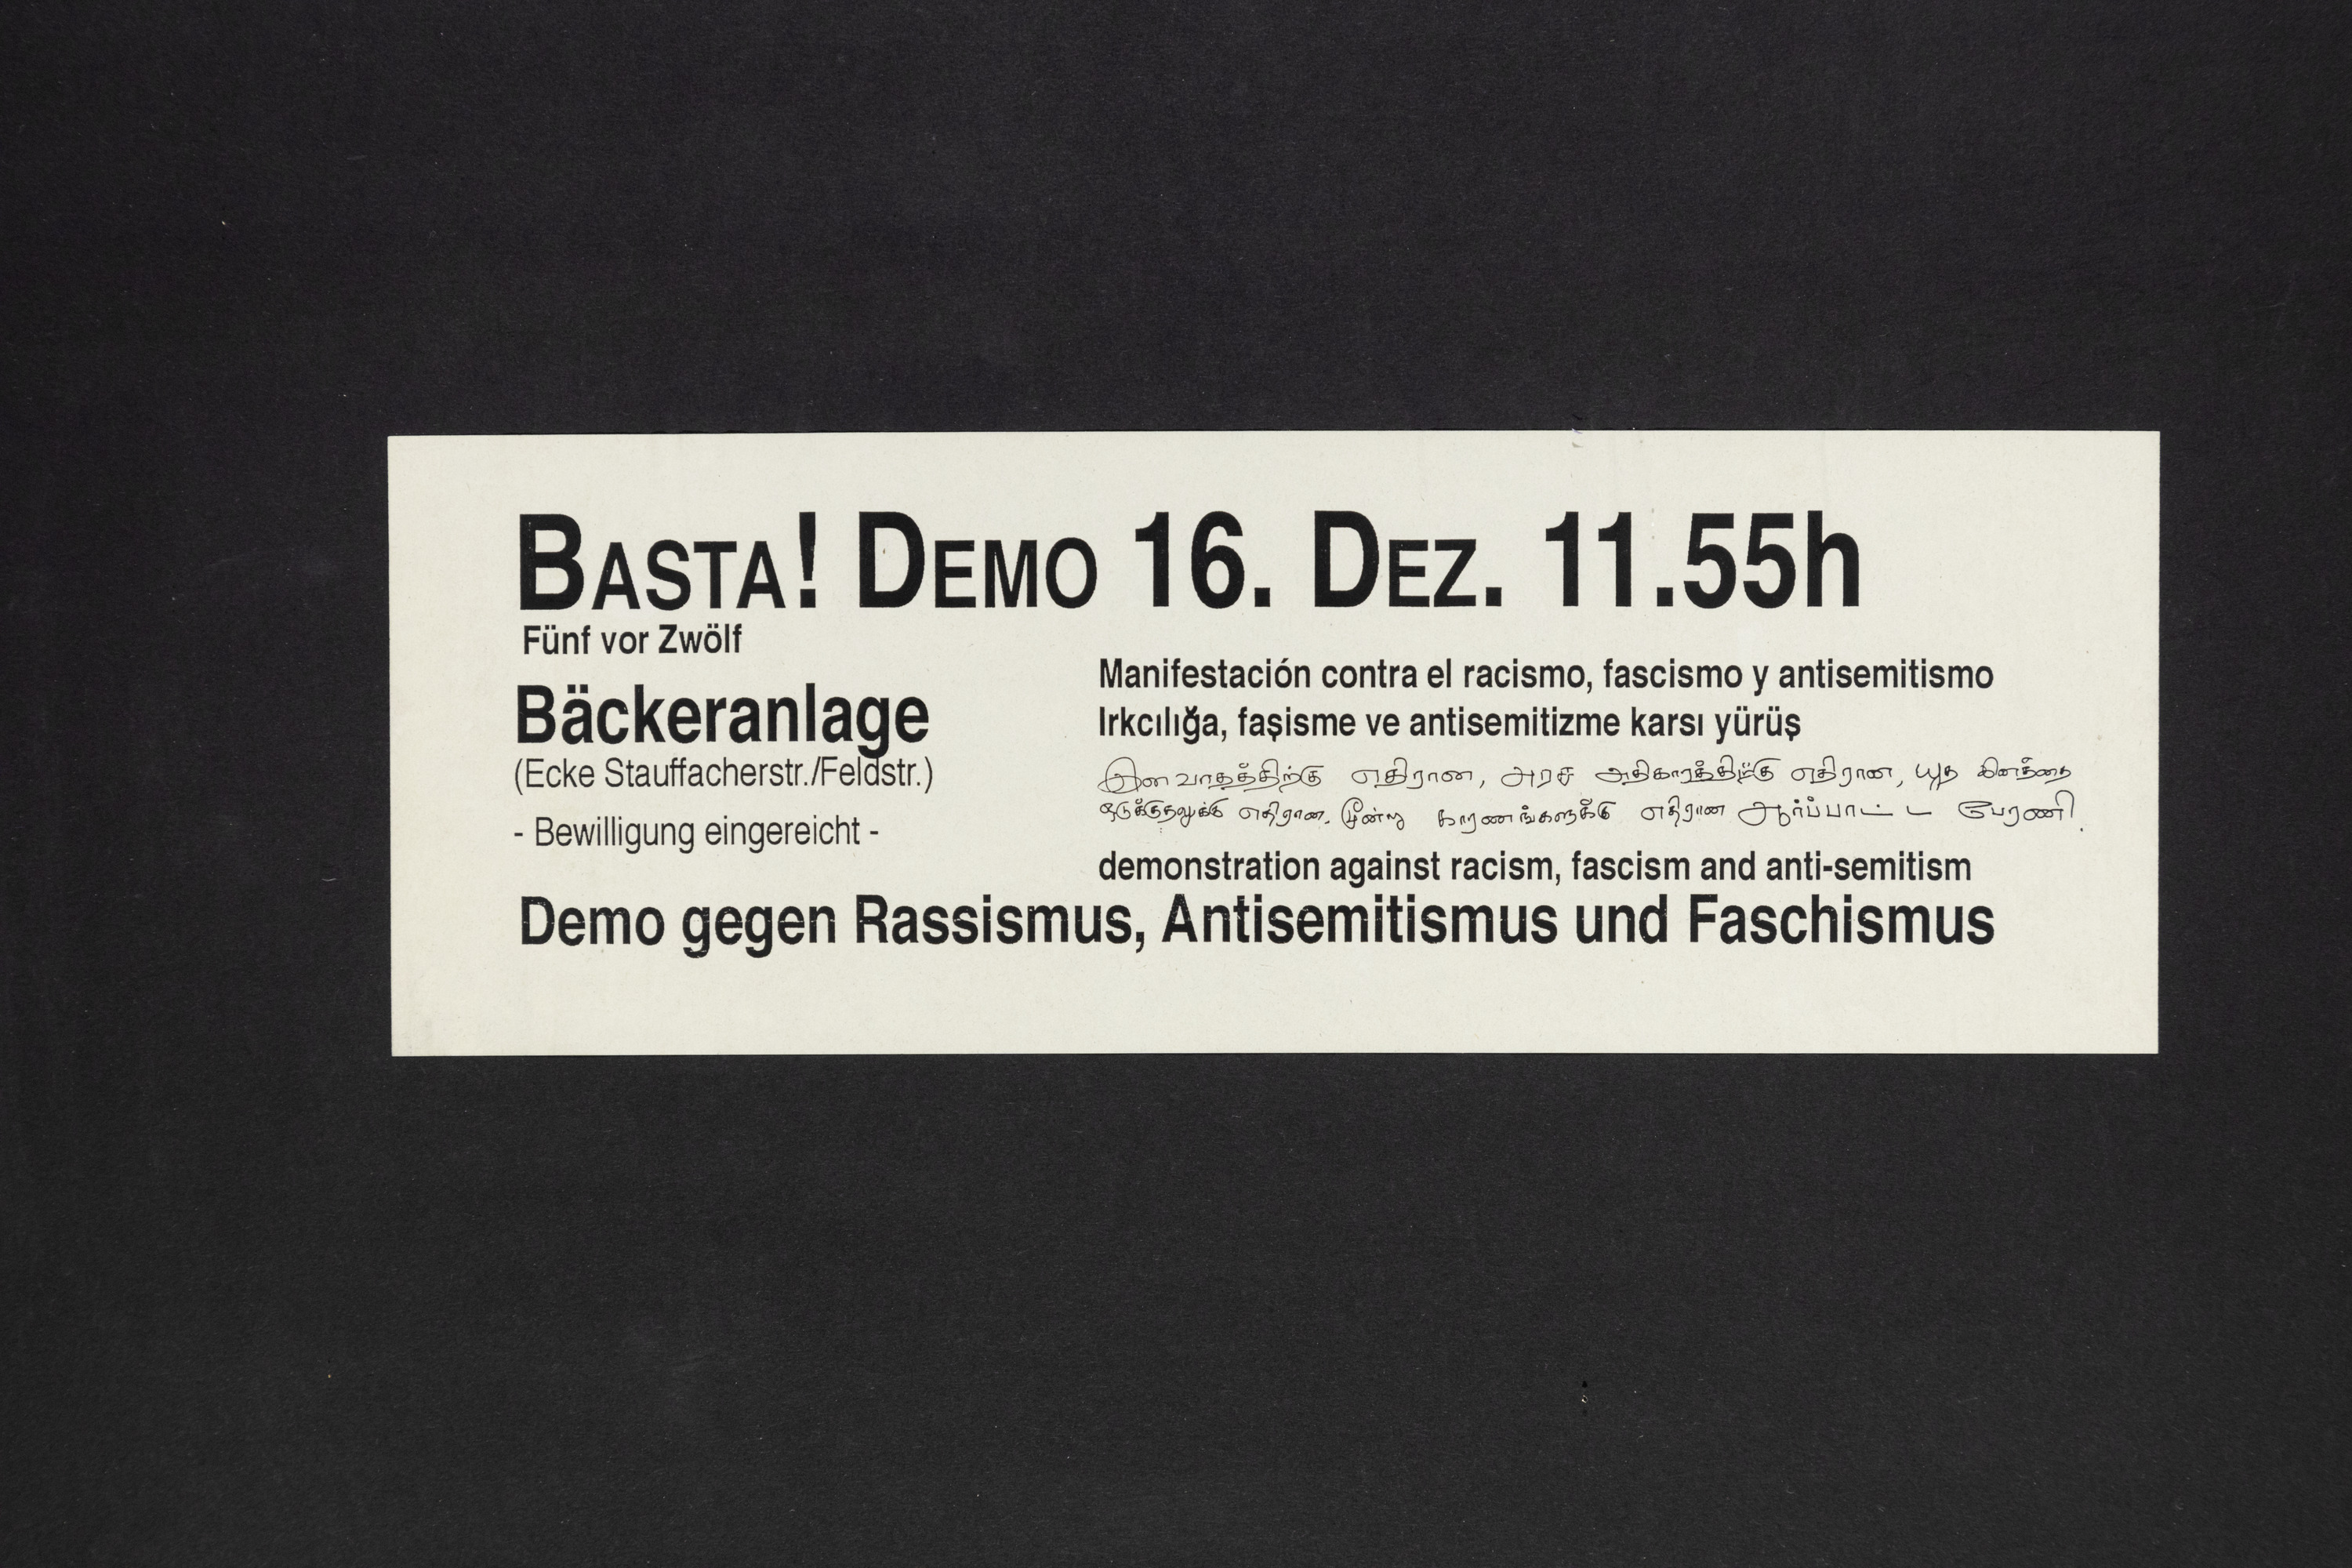 BASTA! DEMO 16. DEZ. 11.55h
Fünf vor Zwölf
Bäckeranlage
(Ecke Stauffacherstr./Feldstr.)
- Bewilligung eingereicht -
Manifestación contra el racismo, fascismo y antisemitismo
Irkcılığa, faşisme ve antisemitizme karsı yürüş
இனவாதத்திற்கு எதிரான, அரச அதிகாரத்திற்கு எதிரான, யூத இனத்தை
எதிரான. மூன்று காரணங்களுக்கு எதிரான ஆர்ப்பாட்ட பேரணி.
demonstration against racism, fascism and anti-semitism
Demo gegen Rassismus, Antisemitismus und Faschismus